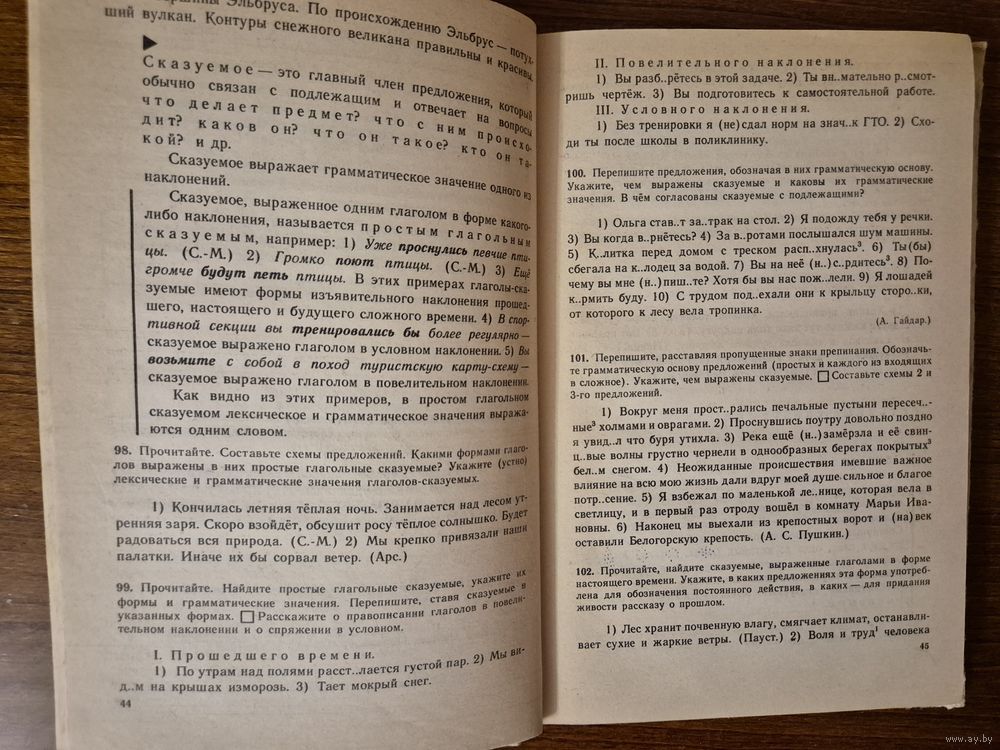 Эльбруса. По происхождению Эльбрус — потух-
ший вулкан. Контуры снежного великана правильны и красивы.
Сказуемое — это главный член предложения, который
обычно связан с подлежащим и отвечает на вопросы
что делает предмет? что с ним происхо-
дит? каков он? что он такое? кто он та-
кой? и др.
Сказуемое выражает грамматическое значение одного из
наклонений.
Сказуемое, выраженное одним глаголом в форме какого-
либо наклонения, называется простым глагольным
сказуемым, например: 1) Уже проснулись певчие пти-
цы. (С.-М.) 2) Громко поют птицы. (С.-М.) 3) Ещё
громче будут петь птицы. В этих примерах глаголы-ска-
зуемые имеют формы изъявительного наклонения прошед-
шего, настоящего и будущего сложного времени. 4) В спор-
тивной секции вы тренировались бы более регулярно —
сказуемое выражено глаголом в условном наклонении. 5) Вы
возьмите с собой в поход туристскую карту-схему —
сказуемое выражено глаголом в повелительном наклонении.
Как видно из этих примеров, в простом глагольном
сказуемом лексическое и грамматическое значения выража-
ются одним словом.
98. Прочитайте. Составьте схемы предложений. Какими формами глаго-
лов выражены в них простые глагольные сказуемые? Укажите (устно)
лексические и грамматические значения глаголов-сказуемых.
1) Кончилась летняя тёплая ночь. Занимается над лесом ут-
ренняя заря. Скоро взойдёт, обсушит росу тёплое солнышко. Будет
радоваться вся природа. (С.-М.) 2) Мы крепко привязали наши
палатки. Иначе их бы сорвал ветер. (Арс.)
99. Прочитайте. Найдите простые глагольные сказуемые, укажите их
формы и грамматические значения. Перепишите, ставя сказуемые в
указанных формах. □ Расскажите о правописании глаголов в повели-
тельном наклонении и о спряжении в условном.
I. Прошедшего времени.
1) По утрам над полями расст..лается густой пар. 2) Мы ви-
д..м на крышах изморозь. 3) Тает мокрый снег.
44
II. Повелительного наклонения.
1) Вы разб..рётесь в этой задаче. 2) Ты вн..мательно р..смот-
ришь чертёж. 3) Вы подготовитесь к самостоятельной работе.
III. Условного наклонения.
1) Без тренировки я (не)сдал норм на знач..к ГТО. 2) Схо-
ди ты после школы в поликлинику.
100. Перепишите предложения, обозначая в них грамматическую основу.
Укажите, чем выражены сказуемые и каковы их грамматические
значения. В чём согласованы сказуемые с подлежащими?
1) Ольга став..т за..трак на стол. 2) Я подожду тебя у речки.
3) Вы когда в..рнётесь? 4) За в..ротами послышался шум машины.
5) К..литка перед домом с треском расп..хнулась³. 6) Ты(бы)
сбегала на к..лодец за водой. 7) Вы на неё (н..)с..рдитесь³. 8) По-
чему вы мне (н..)пиш..те? Хотя бы вы нас пож..лели. 9) Я лошадей
к..рмить буду. 10) С трудом под..ехали они к крыльцу сторо..ки,
от которого к лесу вела тропинка.
(А. Гайдар.)
101. Перепишите, расставляя пропущенные знаки препинания. Обозначь-
те грамматическую основу предложений (простых и каждого из входящих
в сложное). Укажите, чем выражены сказуемые. □ Составьте схемы 2 и
3-го предложений.
1) Вокруг меня прост..рались печальные пустыни пересеч..-
ные³ холмами и оврагами. 2) Проснувшись поутру довольно поздно
я увид..л что буря утихла. 3) Река ещё (н..)замёрзла и её свин-
ц..вые волны грустно чернели в однообразных берегах покрытых³
бел..м снегом. 4) Неожиданные происшествия имевшие важное
влияние на всю мою жизнь дали вдруг моей душе сильное и благое
потр..сение. 5) Я взбежал по маленькой ле..нице, которая вела в
светлицу, и в первый раз отроду вошёл в комнату Марьи Ива-
новны. 6) Наконец мы выехали из крепостных ворот и (на)век
оставили Белогорскую крепость. (А. С. Пушкин.)
102. Прочитайте, найдите сказуемые, выраженные глаголами в форме
настоящего времени. Укажите, в каких предложениях эта форма употреб-
лена для обозначения постоянного действия, в каких — для придания
живости рассказу о прошлом.
1) Лес хранит почвенную влагу, смягчает климат, останавли-
вает сухие и жаркие ветры. (Пауст.) 2) Воля и труд¹ человека
45
www.ay.by